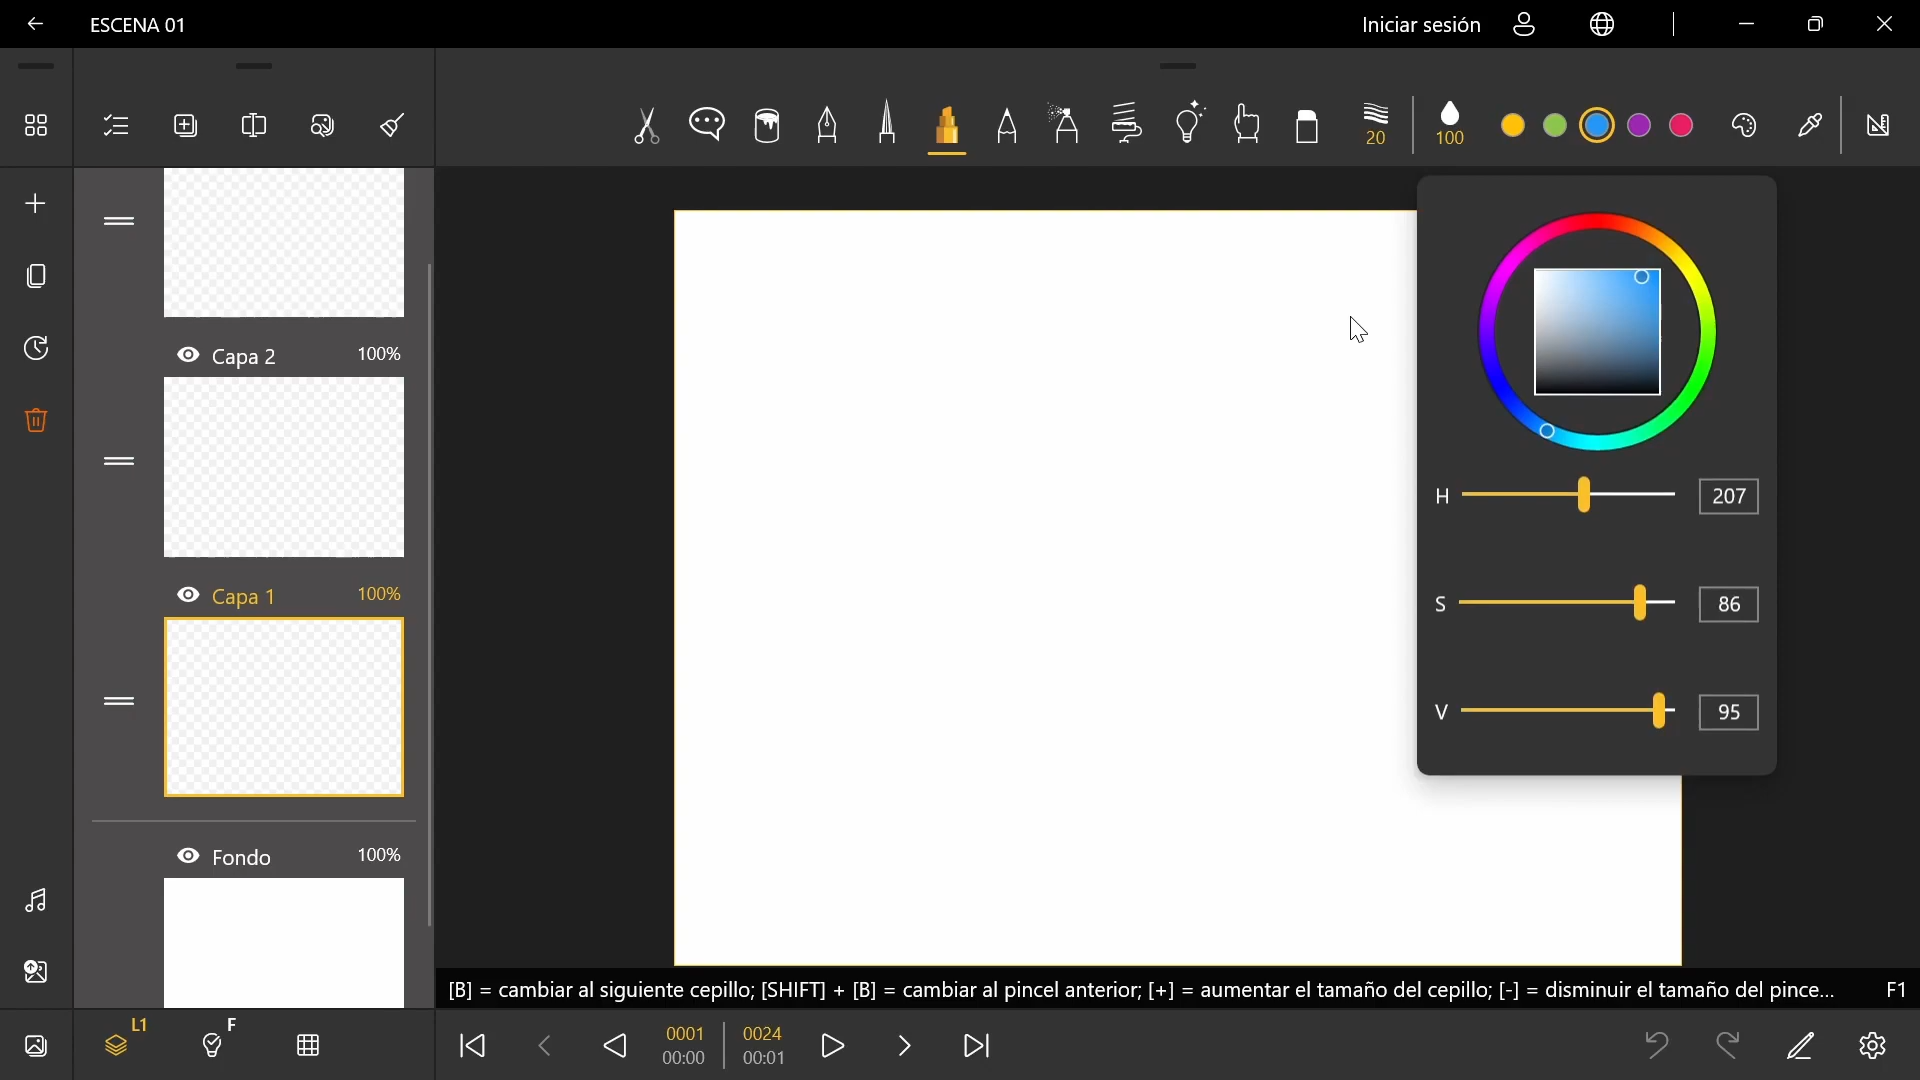 ESCENA 01
Iniciar sesión
20
100
Capa 2 100%
Capa 1 100%
Fondo 100%
H 207
S 86
V 95
[B] = cambiar al siguiente cepillo; [SHIFT] + [B] = cambiar al pincel anterior; [+] = aumentar el tamaño del cepillo; [-] = disminuir el tamaño del pince... F1
L1
F
0001
00:00
0024
00:01